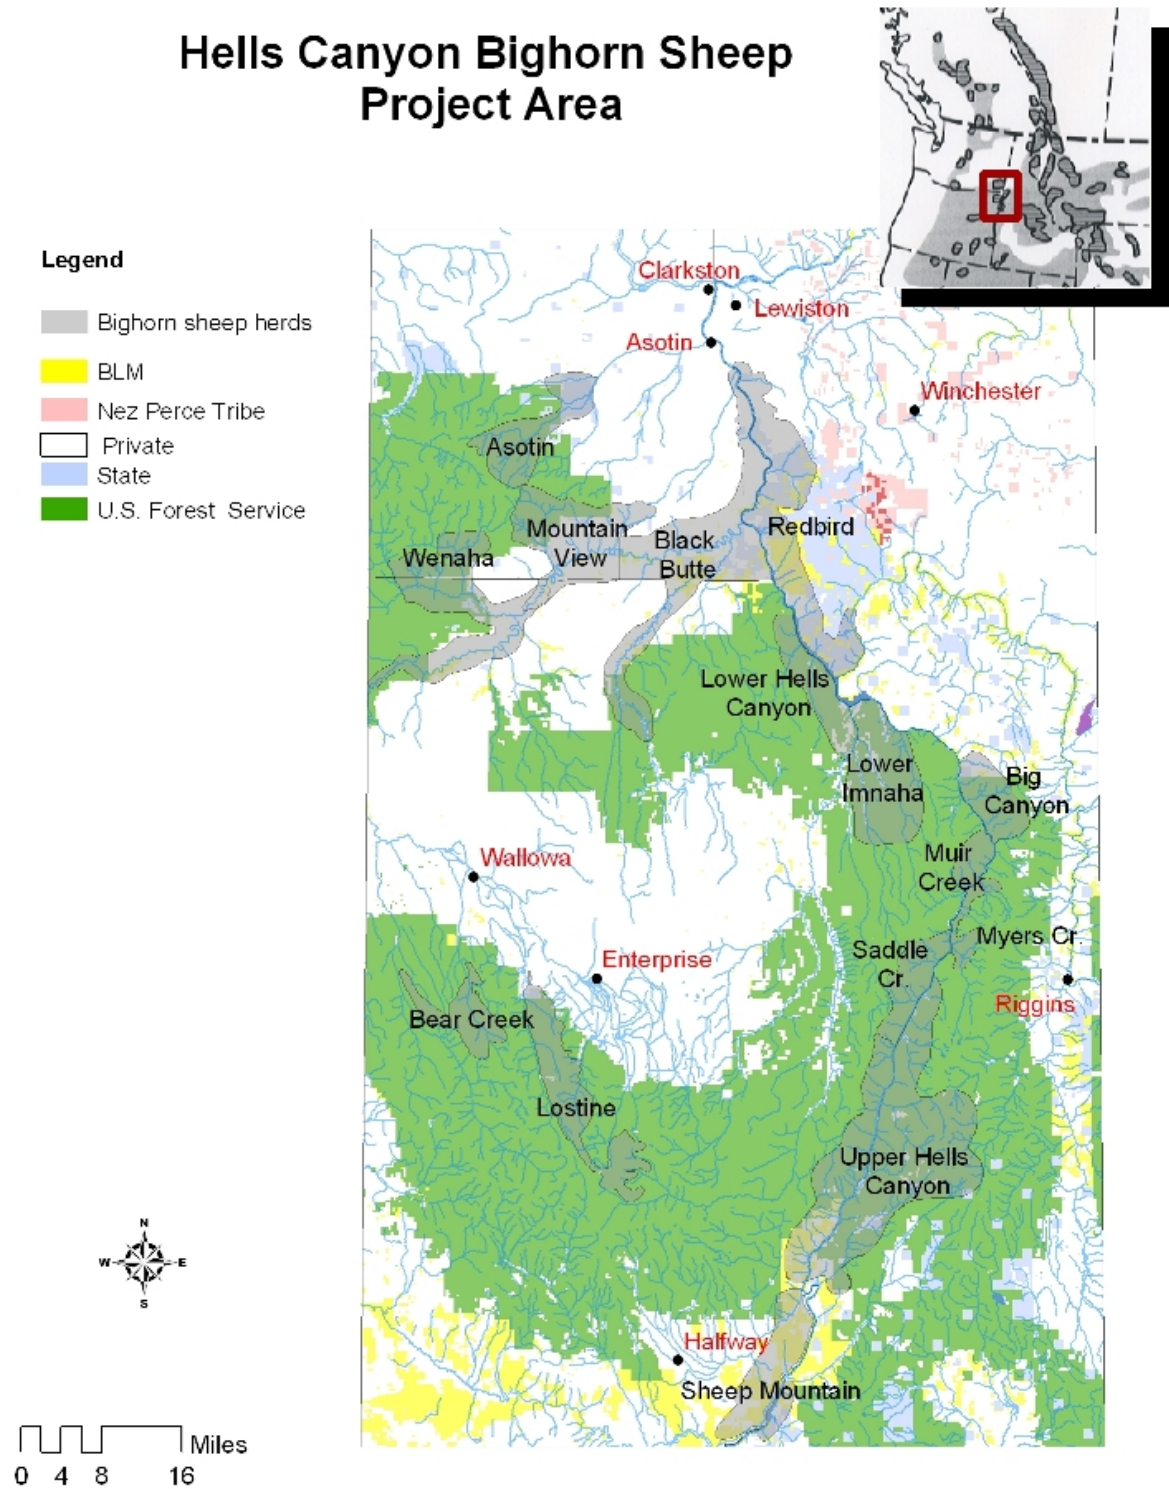 Hells Canyon Bighorn Sheep
Project Area
Legend
Bighorn sheep herds
BLM
Nez Perce Tribe
Private
State
U.S. Forest Service
Clarkston
Lewiston
Asotin
Winchester
Asotin
Mountain
View
Black
Butte
Redbird
Wenaha
Lower Hells
Canyon
Lower
Imnaha
Big
Canyon
Wallowa
Muir
Creek
Myers Cr.
Saddle
Cr.
Enterprise
Riggins
Bear Creek
Lostine
Upper Hells
Canyon
Halfway
Sheep Mountain
N
W
E
S
Miles
0 4 8 16